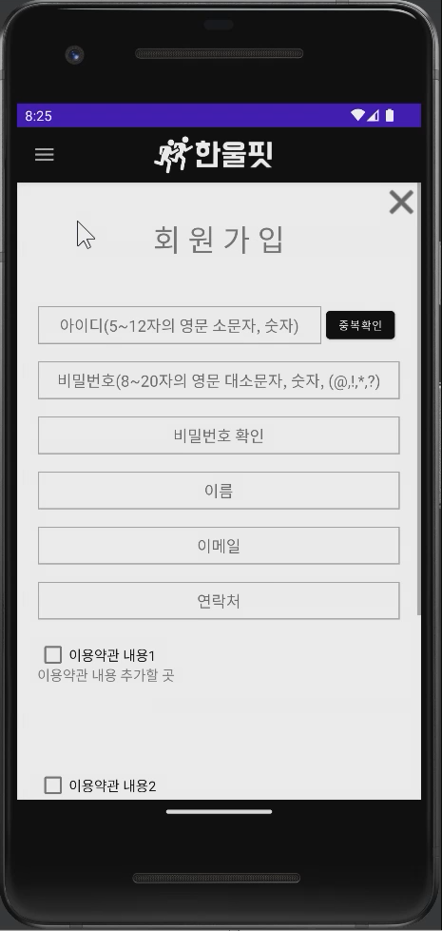 8:25
한울핏
회원가입
아이디(5~12자의 영문 소문자, 숫자)
중복확인
비밀번호(8~20자의 영문 대소문자, 숫자, (@,!,*,?)
비밀번호 확인
이름
이메일
연락처
이용약관 내용1
이용약관 내용 추가할 곳
이용약관 내용2